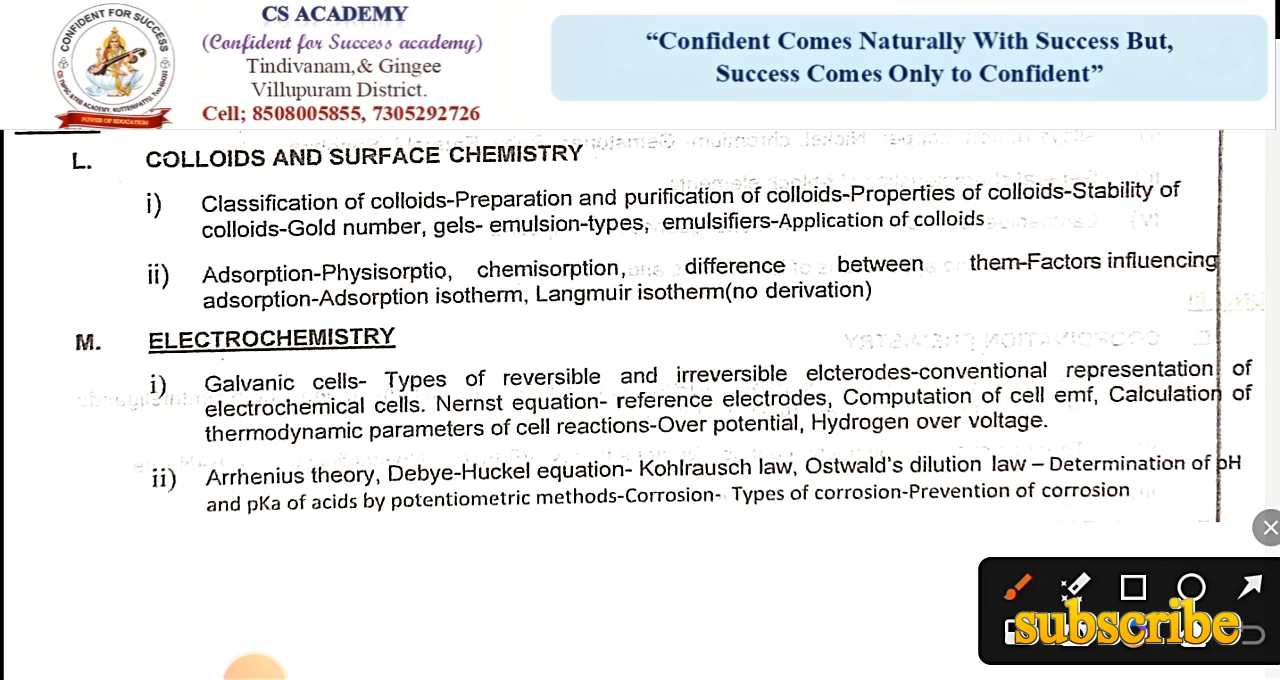 CONFIDENT FOR SUCCESS
POWER OF EDUCATION
CS ACADEMY
(Confident for Success academy)
Tindivanam,& Gingee
Villupuram District.
Cell; 8508005855, 7305292726
“Confident Comes Naturally With Success But,
Success Comes Only to Confident”
L. COLLOIDS AND SURFACE CHEMISTRY
i) Classification of colloids-Preparation and purification of colloids-Properties of colloids-Stability of
colloids-Gold number, gels- emulsion-types, emulsifiers-Application of colloids
ii) Adsorption-Physisorptio, chemisorption, difference between them-Factors influencing
adsorption-Adsorption isotherm, Langmuir isotherm(no derivation)
M. ELECTROCHEMISTRY
i) Galvanic cells- Types of reversible and irreversible elcterodes-conventional representation of
electrochemical cells. Nernst equation- reference electrodes, Computation of cell emf, Calculation of
thermodynamic parameters of cell reactions-Over potential, Hydrogen over voltage.
ii) Arrhenius theory, Debye-Huckel equation- Kohlrausch law, Ostwald’s dilution law – Determination of pH
and pKa of acids by potentiometric methods-Corrosion- Types of corrosion-Prevention of corrosion
subscribe